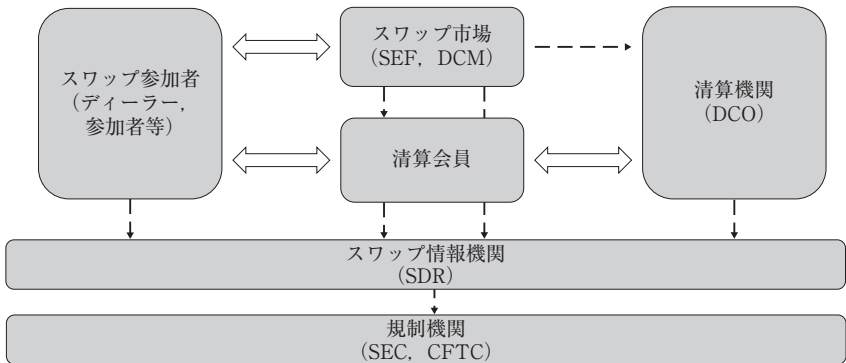 スワップ参加者
（ディーラー，
参加者等）
スワップ市場
（SEF，DCM）
清算機関
（DCO）
清算会員
スワップ情報機関
（SDR）
規制機関
（SEC，CFTC）